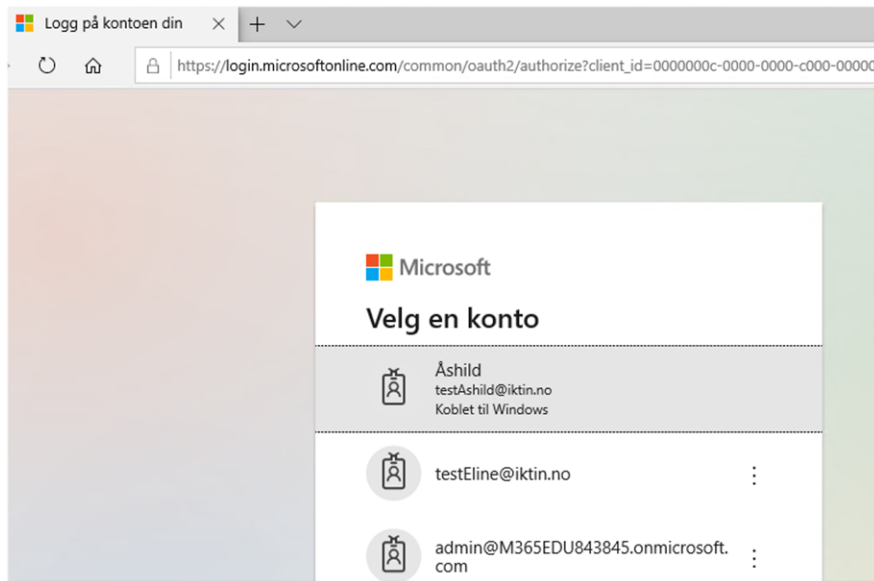 Logg på kontoen din
https://login.microsoftonline.com/common/oauth2/authorize?client_id=0000000c-0000-0000-c000-00000
Microsoft
Velg en konto
Åshild
testAshild@iktin.no
Koblet til Windows
testEline@iktin.no
admin@M365EDU843845.onmicrosoft.
com